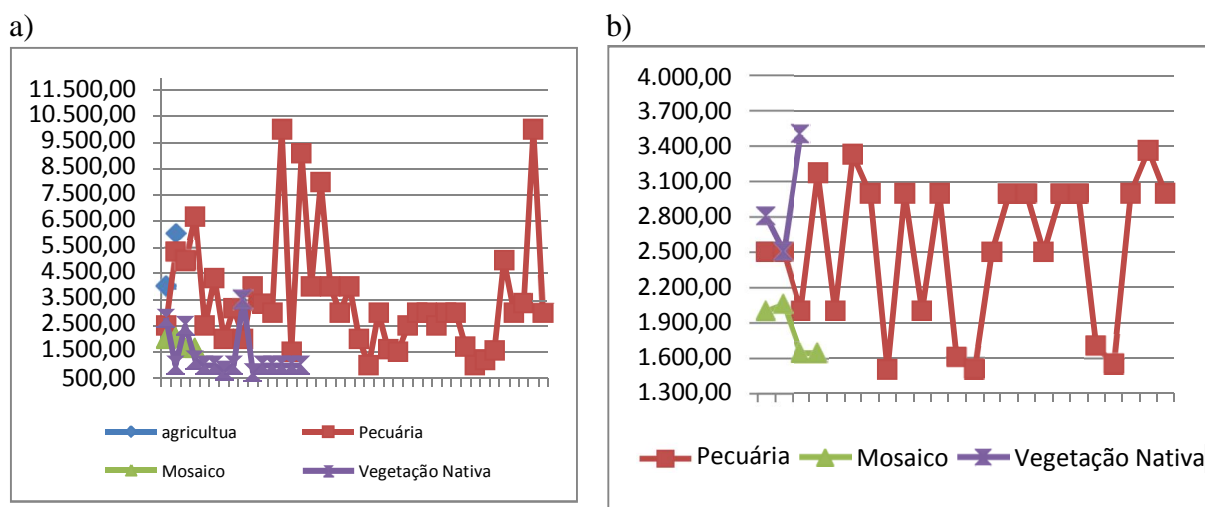 a)
11.500,00
10.500,00
9.500,00
8.500,00
7.500,00
6.500,00
5.500,00
4.500,00
3.500,00
2.500,00
1.500,00
500,00
agricultua
Pecuária
Mosaico
Vegetação Nativa
b)
4.000,00
3.700,00
3.400,00
3.100,00
2.800,00
2.500,00
2.200,00
1.900,00
1.600,00
1.300,00
Pecuária
Mosaico
Vegetação Nativa